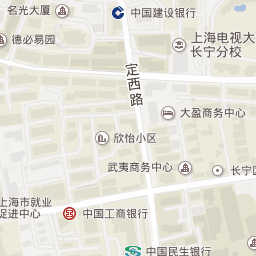 名光大厦
中国建设银行
德必易园
上海电视大
长宁分校
定西路
大盈商务中心
欣怡小区
武夷商务中心
长宁区
上海市就业
促进中心
中国工商银行
中国民生银行